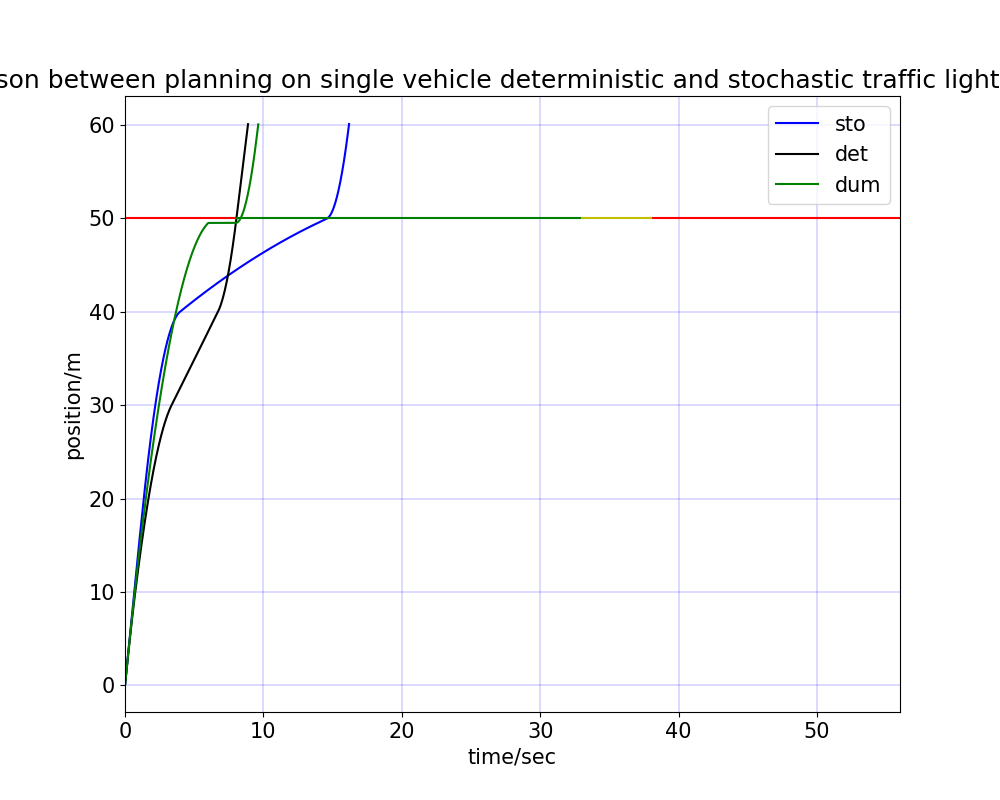 son between planning on single vehicle deterministic and stochastic traffic light
sto
det
dum
60
50
40
30
20
10
0
position/m
0 10 20 30 40 50
time/sec